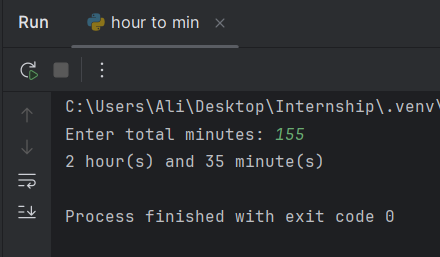 Run
hour to min
C:\Users\Ali\Desktop\Internship\.venv\
Enter total minutes: 155
2 hour(s) and 35 minute(s)
Process finished with exit code 0